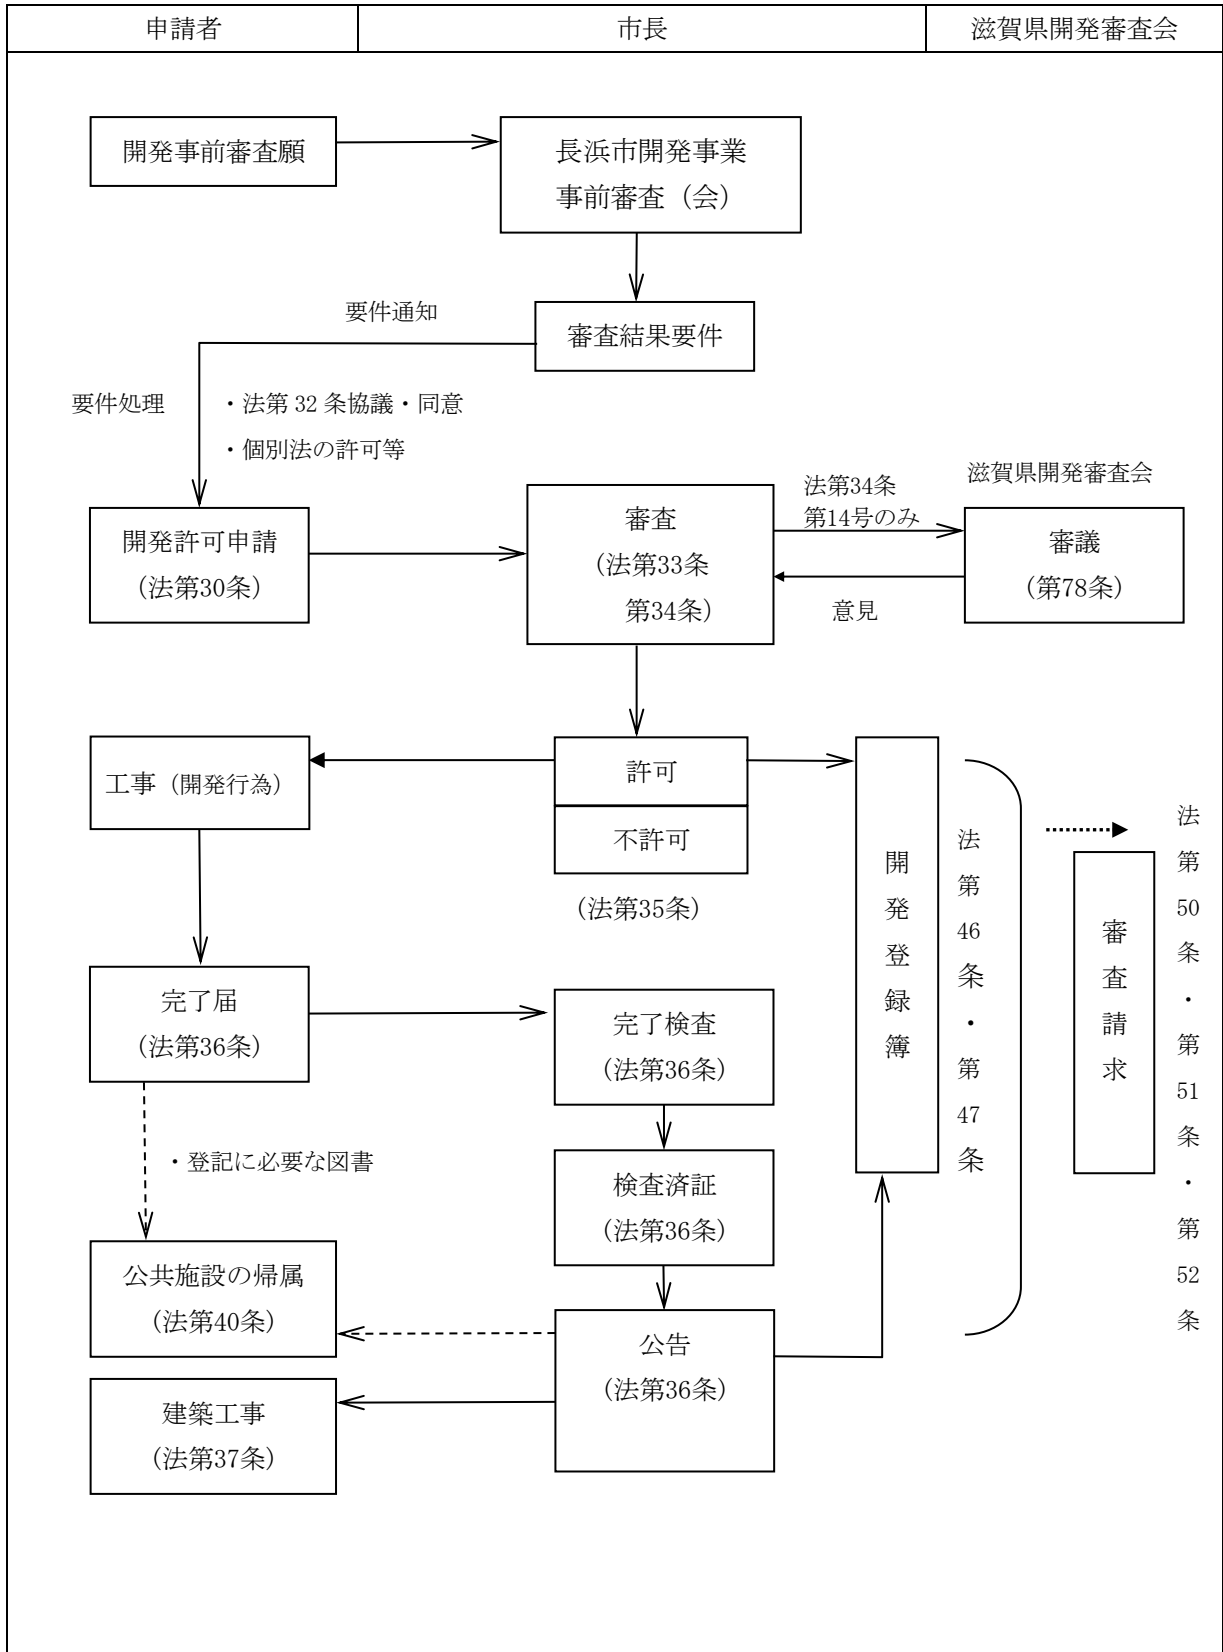 申請者
市長
滋賀県開発審査会
開発事前審査願
長浜市開発事業
事前審査（会）
要件通知
審査結果要件
要件処理
・法第 32 条協議・同意
・個別法の許可等
開発許可申請
（法第30条）
審査
（法第33条
第34条）
法第34条
第14号のみ
意見
滋賀県開発審査会
審議
（第78条）
工事（開発行為）
許可
不許可
（法第35条）
開発登録簿
法第46条・第47条
審査請求
法第50条・第51条・第52条
完了届
（法第36条）
完了検査
（法第36条）
・登記に必要な図書
検査済証
（法第36条）
公共施設の帰属
（法第40条）
公告
（法第36条）
建築工事
（法第37条）